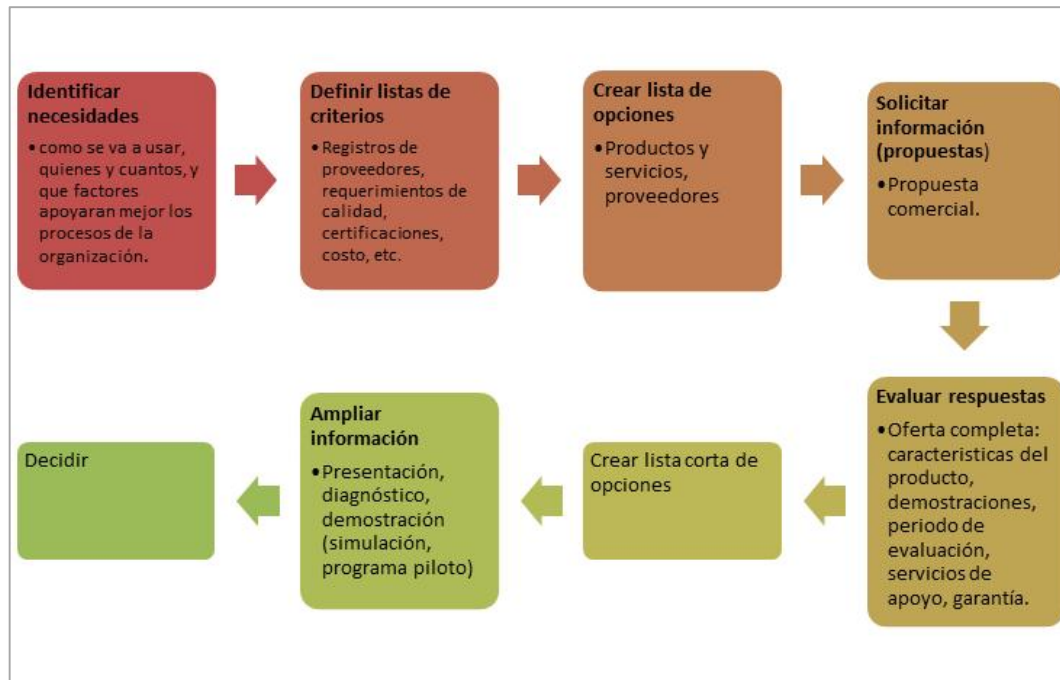 Identificar
necesidades
•como se va a usar,
quienes y cuantos, y
que factores
apoyaran mejor los
procesos de la
organización.
Definir listas de
criterios
•Registros de
proveedores,
requerimientos de
calidad,
certificaciones,
costo, etc.
Crear lista de
opciones
•Productos y
servicios,
proveedores
Solicitar
información
(propuestas)
•Propuesta
comercial.
Evaluar respuestas
•Oferta completa:
caracteristicas del
producto,
demostraciones,
periodo de
evaluación,
servicios de
apoyo, garantía.
Crear lista corta de
opciones
Ampliar
información
•Presentación,
diagnóstico,
demostración
(simulación,
programa piloto)
Decidir